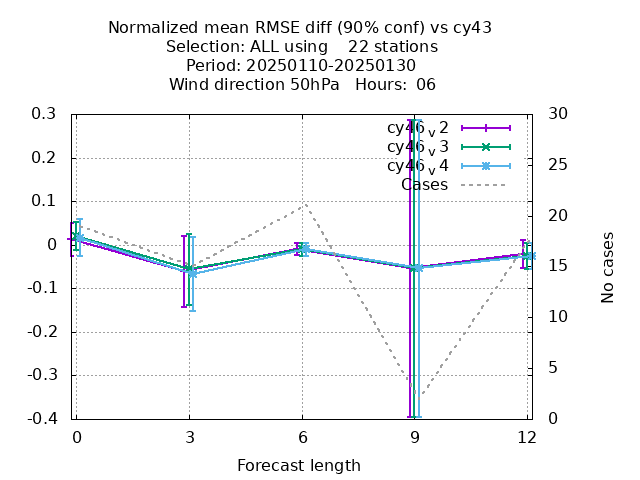 Normalized mean RMSE diff (90% conf) vs cy43
Selection: ALL using    22 stations
Period: 20250110-20250130
Wind direction 50hPa   Hours:  06
cy46_v2
cy46_v3
cy46_v4
Cases
0.3
0.2
0.1
0
-0.1
-0.2
-0.3
-0.4
30
25
20
15
10
5
0
No cases
0 3 6 9 12
Forecast length